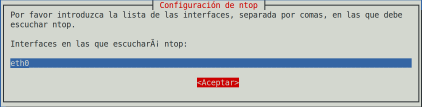 Configuración de ntop
Por favor introduzca la lista de las interfaces, separada por comas, en las que debe
escuchar ntop.
Interfaces en las que escucharÃ¡ ntop:
eth0
<Aceptar>